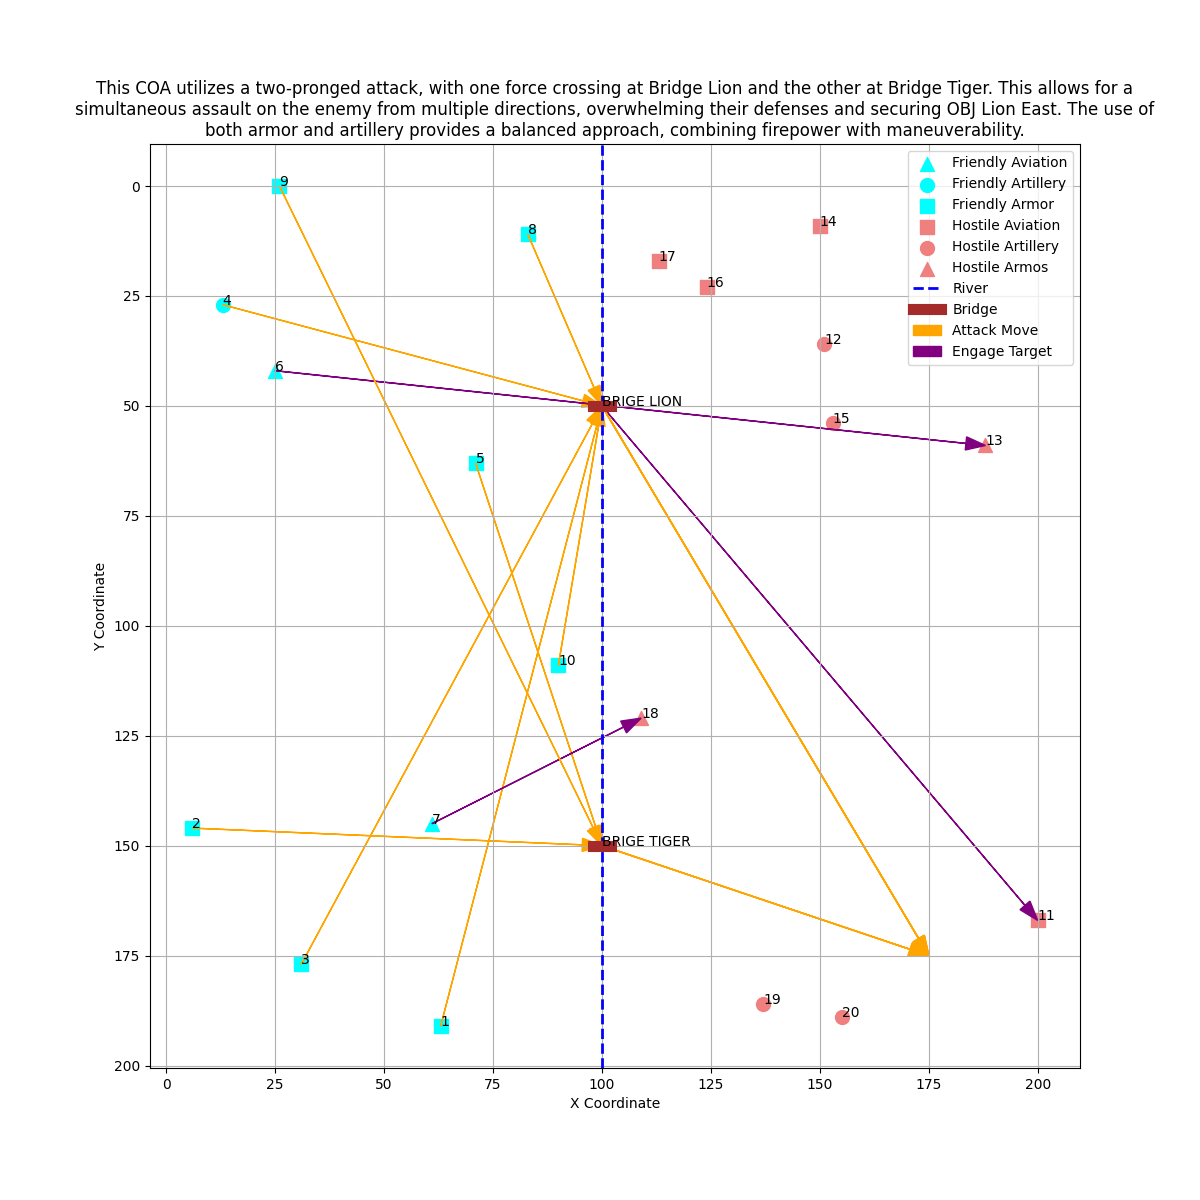 This COA utilizes a two-pronged attack, with one force crossing at Bridge Lion and the other at Bridge Tiger. This allows for a
simultaneous assault on the enemy from multiple directions, overwhelming their defenses and securing OBJ Lion East. The use of
both armor and artillery provides a balanced approach, combining firepower with maneuverability.
Friendly Aviation
Friendly Artillery
Friendly Armor
Hostile Aviation
Hostile Artillery
Hostile Armos
River
Bridge
Attack Move
Engage Target
9
8
14
17
16
4
12
6
BRIGE LION
15
13
5
10
18
7
2
BRIGE TIGER
11
3
19
20
1
0
25
50
75
100
125
150
175
200
Y Coordinate
0
25
50
75
100
125
150
175
200
X Coordinate